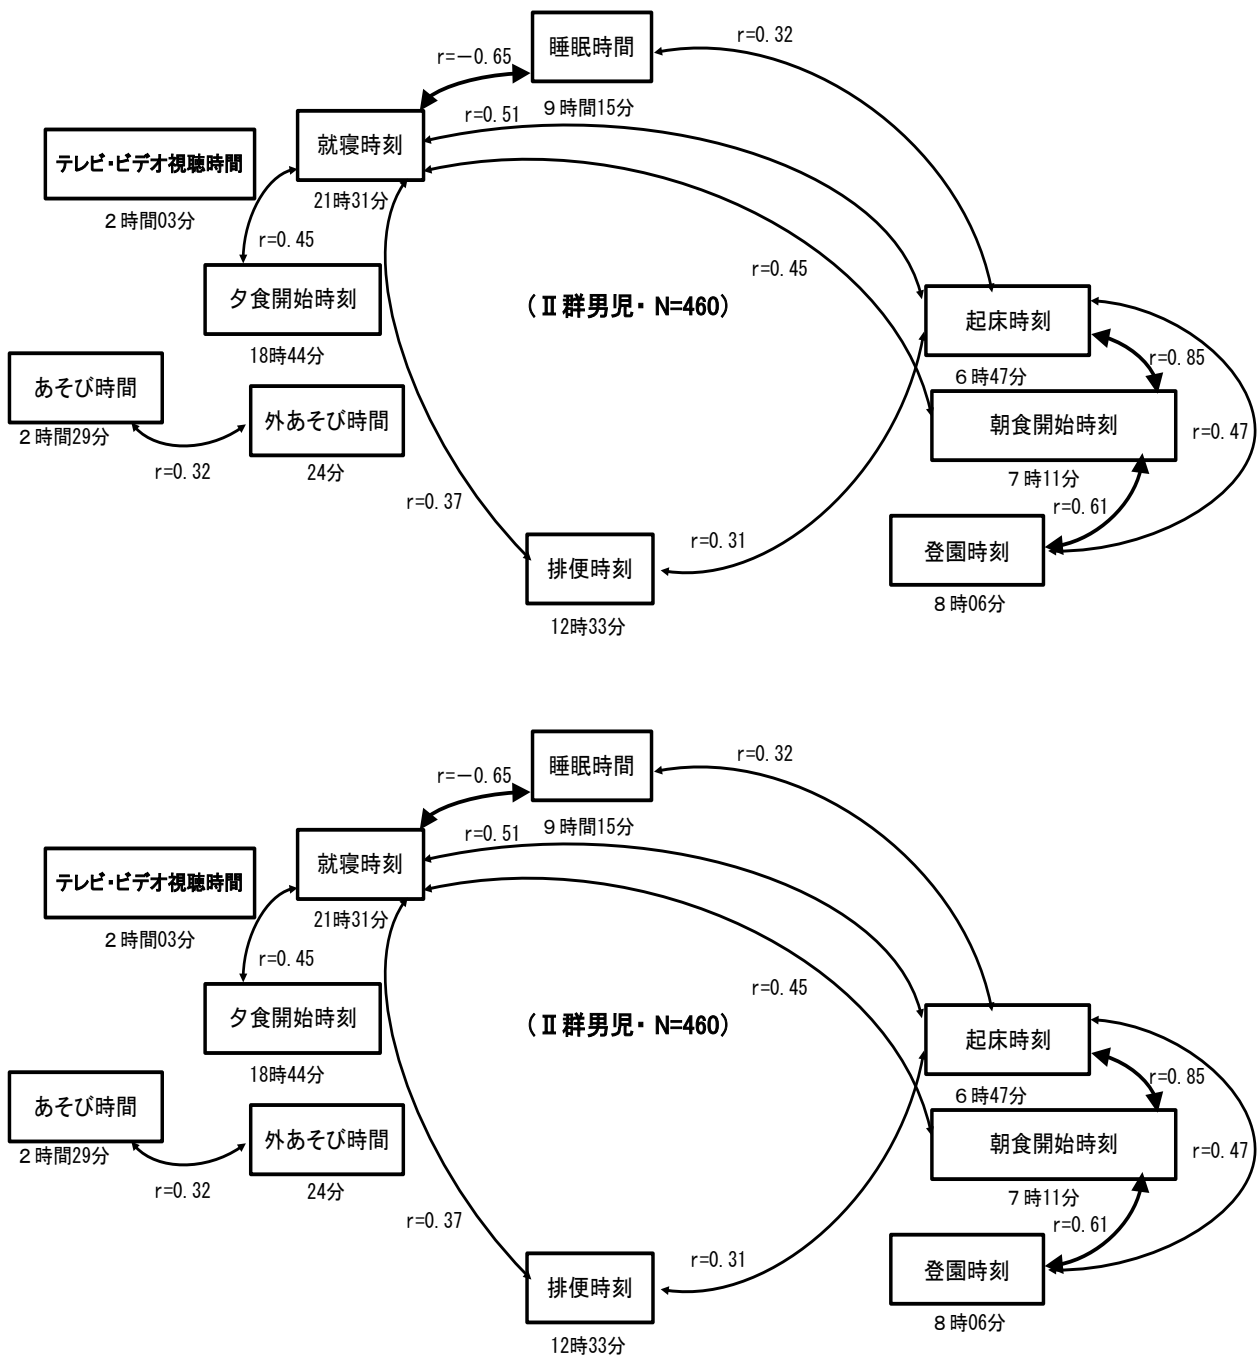 睡眠時間
r=0.32
r=－0.65
９時間15分
r=0.51
就寝時刻
21時31分
テレビ・ビデオ視聴時間
２時間03分
r=0.45
r=0.45
夕食開始時刻
18時44分
（Ⅱ群男児・N=460）
起床時刻
６時47分
r=0.85
あそび時間
２時間29分
外あそび時間
24分
r=0.32
朝食開始時刻
７時11分
r=0.47
r=0.37
r=0.61
r=0.31
排便時刻
12時33分
登園時刻
８時06分
睡眠時間
r=0.32
r=－0.65
９時間15分
r=0.51
就寝時刻
21時31分
テレビ・ビデオ視聴時間
２時間03分
r=0.45
r=0.45
夕食開始時刻
18時44分
（Ⅱ群男児・N=460）
起床時刻
６時47分
r=0.85
あそび時間
２時間29分
外あそび時間
24分
r=0.32
朝食開始時刻
７時11分
r=0.47
r=0.37
r=0.61
r=0.31
排便時刻
12時33分
登園時刻
８時06分